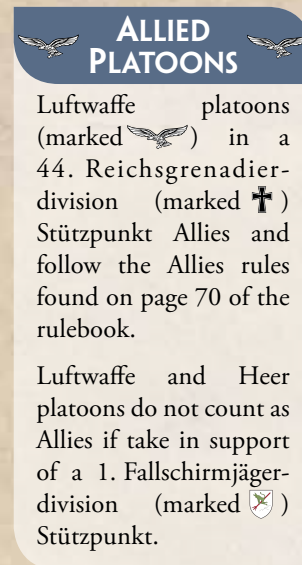 ALLIED
PLATOONS
Luftwaffe platoons
(marked ) in a
44. Reichsgrenadier-
division (marked )
Stützpunkt Allies and
follow the Allies rules
found on page 70 of the
rulebook.
Luftwaffe and Heer
platoons do not count as
Allies if take in support
of a 1. Fallschirmjäger-
division (marked )
Stützpunkt.